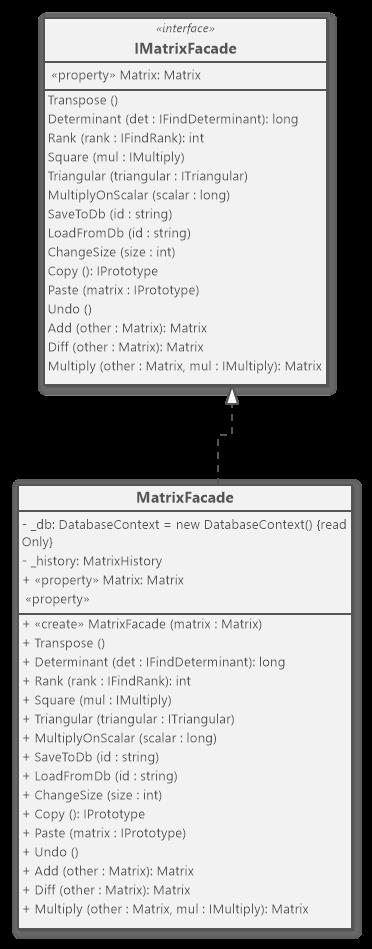 «interface»
IMatrixFacade
«property» Matrix: Matrix
Transpose ()
Determinant (det : IFindDeterminant): long
Rank (rank : IFindRank): int
Square (mul : IMultiply)
Triangular (triangular : ITriangular)
MultiplyOnScalar (scalar : long)
SaveToDb (id : string)
LoadFromDb (id : string)
ChangeSize (size : int)
Copy (): IPrototype
Paste (matrix : IPrototype)
Undo ()
Add (other : Matrix): Matrix
Diff (other : Matrix): Matrix
Multiply (other : Matrix, mul : IMultiply): Matrix
MatrixFacade
- _db: DatabaseContext = new DatabaseContext() {read
Only}
- _history: MatrixHistory
+ «property» Matrix: Matrix
«property»
+ «create» MatrixFacade (matrix : Matrix)
+ Transpose ()
+ Determinant (det : IFindDeterminant): long
+ Rank (rank : IFindRank): int
+ Square (mul : IMultiply)
+ Triangular (triangular : ITriangular)
+ MultiplyOnScalar (scalar : long)
+ SaveToDb (id : string)
+ LoadFromDb (id : string)
+ ChangeSize (size : int)
+ Copy (): IPrototype
+ Paste (matrix : IPrototype)
+ Undo ()
+ Add (other : Matrix): Matrix
+ Diff (other : Matrix): Matrix
+ Multiply (other : Matrix, mul : IMultiply): Matrix